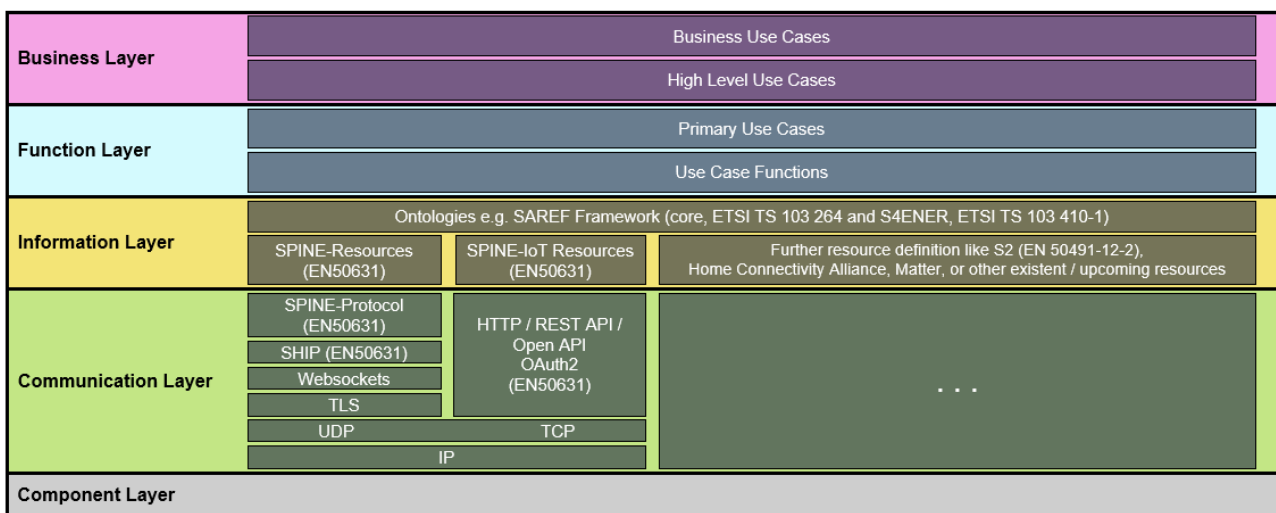 Business Layer
Business Use Cases
High Level Use Cases
Function Layer
Primary Use Cases
Use Case Functions
Information Layer
Ontologies e.g. SAREF Framework (core, ETSI TS 103 264 and S4ENER, ETSI TS 103 410-1)
SPINE-Resources
(EN50631)
SPINE-IoT Resources
(EN50631)
Further resource definition like S2 (EN 50491-12-2),
Home Connectivity Alliance, Matter, or other existent / upcoming resources
Communication Layer
SPINE-Protocol
(EN50631)
SHIP (EN50631)
Websockets
TLS
HTTP / REST API /
Open API
OAuth2
(EN50631)
UDP TCP
IP
. . .
Component Layer